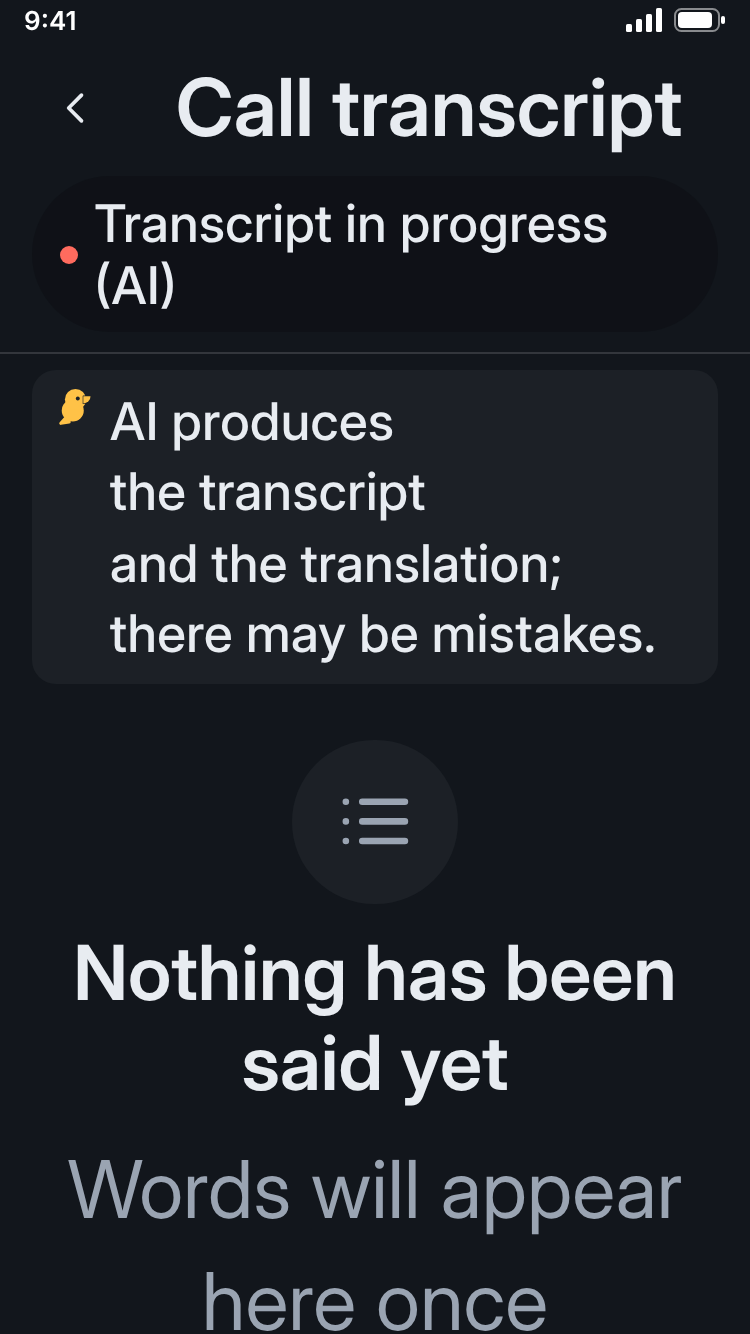 9:41
Call transcript
Transcript in progress
(AI)
AI produces
the transcript
and the translation;
there may be mistakes.
Nothing has been
said yet
Words will appear
here once